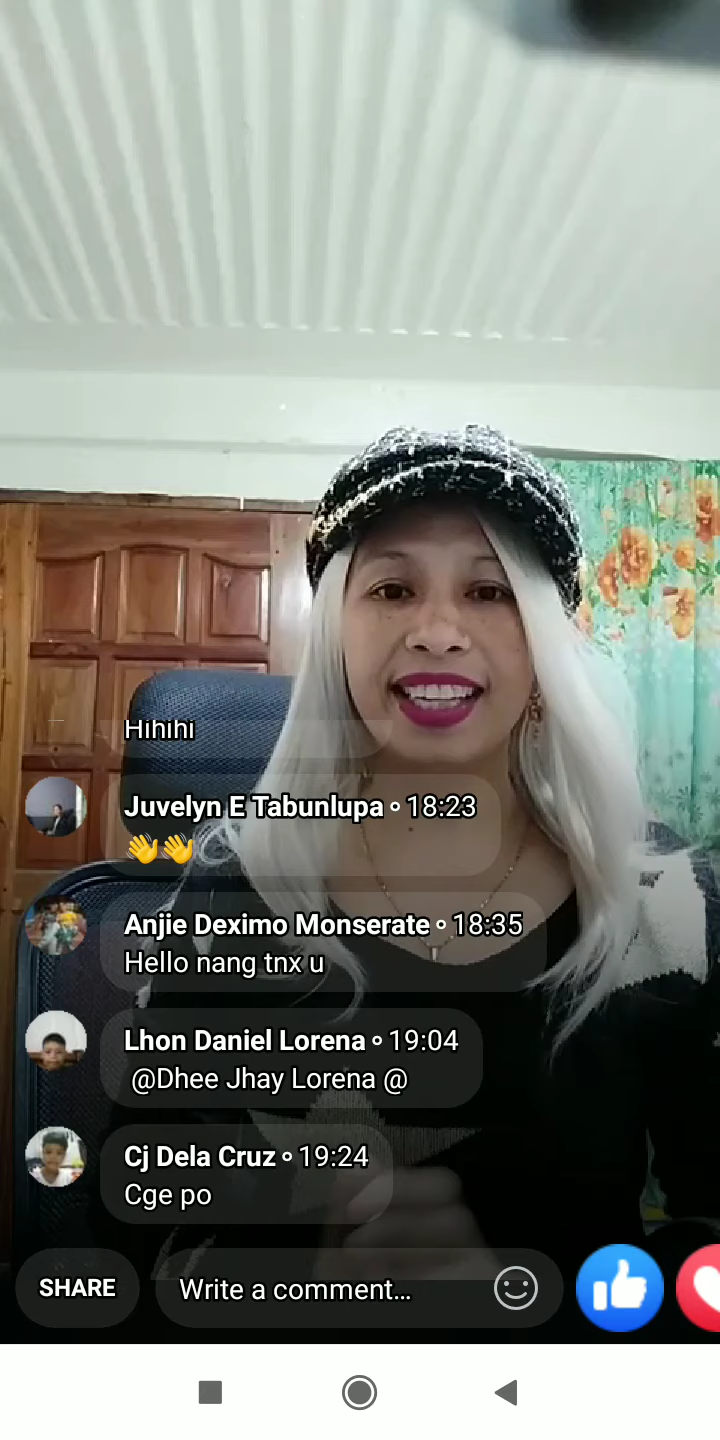 Hihihi
Juvelyn E Tabunlupa • 18:23
👋👋
Anjie Deximo Monserate • 18:35
Hello nang tnx u
Lhon Daniel Lorena • 19:04
@Dhee Jhay Lorena @
Cj Dela Cruz • 19:24
Cge po
SHARE
Write a comment...